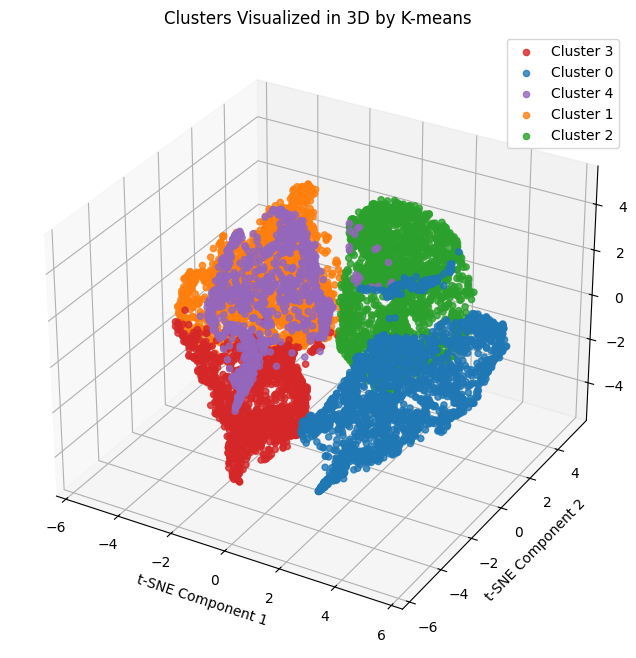 Clusters Visualized in 3D by K-means
Cluster 3
Cluster 0
Cluster 4
Cluster 1
Cluster 2
4
2
0
−2
−4
4
2
0
−2
−4
−6
t-SNE Component 2
−6
−4
−2
0
2
4
6
t-SNE Component 1